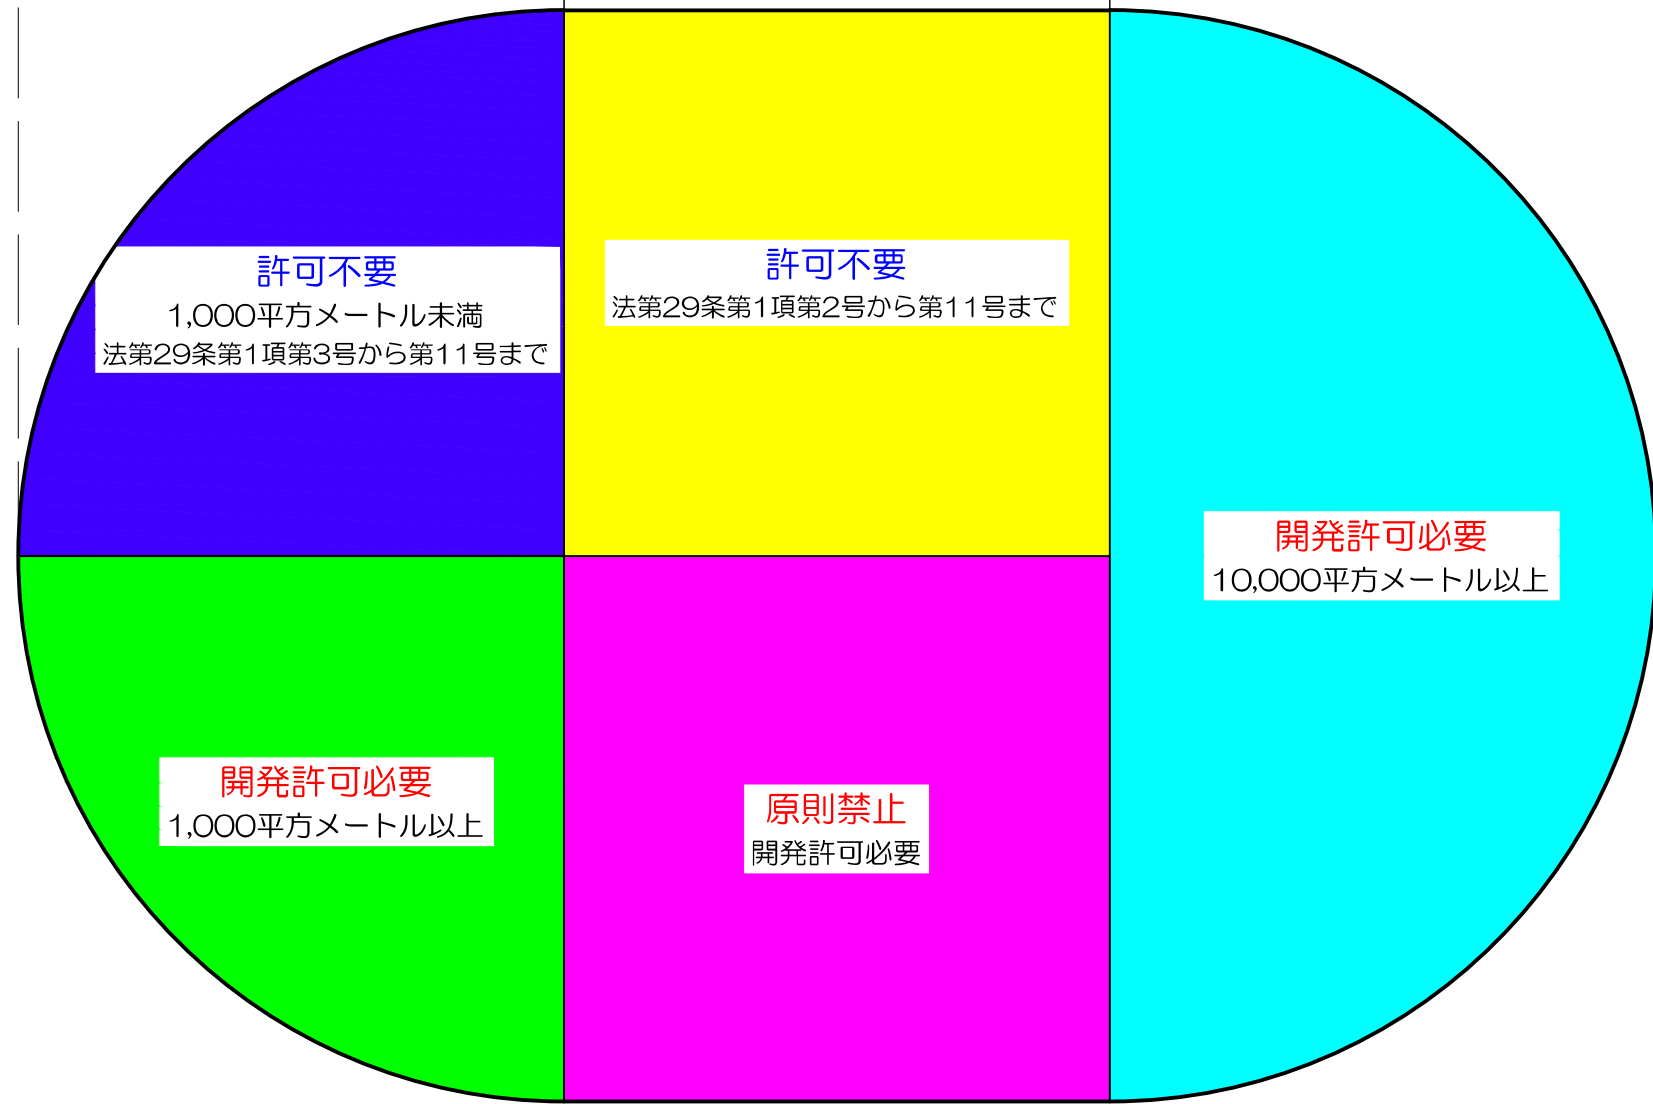 許可不要
1,000平方メートル未満
法第29条第1項第3号から第11号まで
許可不要
法第29条第1項第2号から第11号まで
開発許可必要
10,000平方メートル以上
開発許可必要
1,000平方メートル以上
原則禁止
開発許可必要